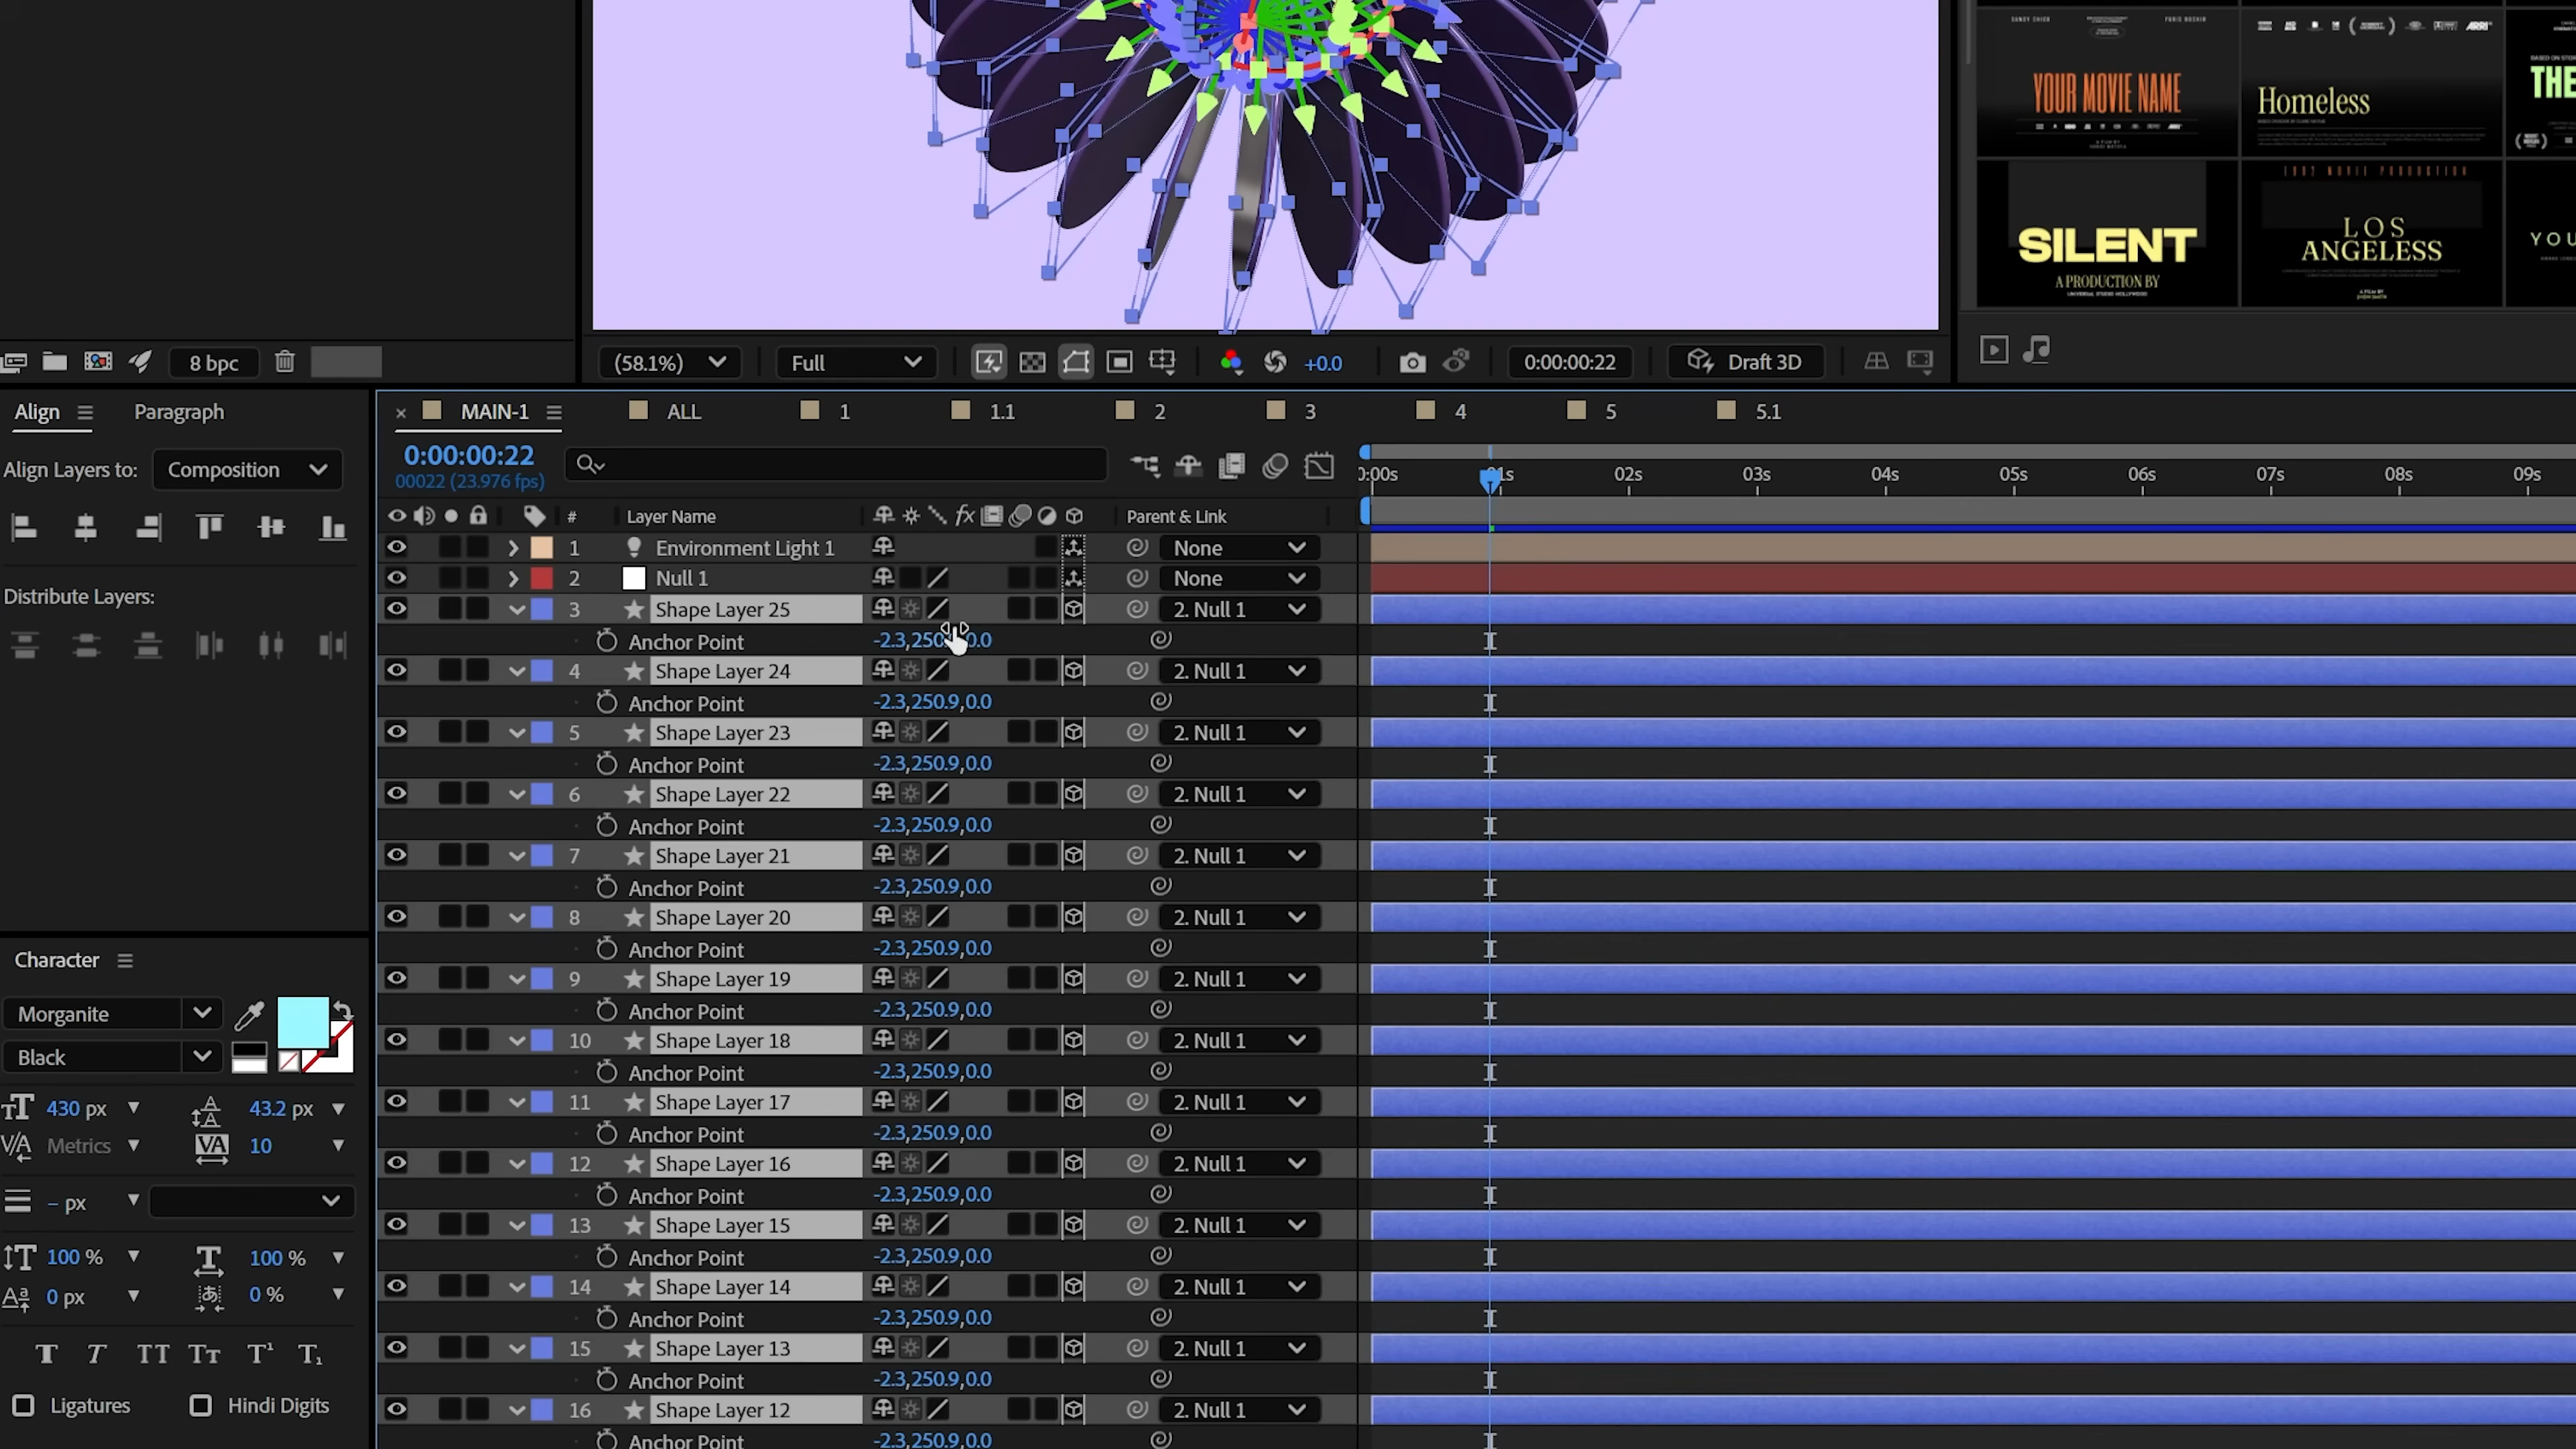 YOUR MOVIE NAME
Homeless
THE
1997 MOVIE PRODUCTION
SILENT
A PRODUCTION BY
UNIVERSAL STUDIO HOLLYWOOD
LOS
ANGELESS
YOU
8 bpc
(58.1%)
Full
+0.0
0:00:00:22
Draft 3D
Align
Paragraph
MAIN-1
ALL
1
1.1
2
3
4
5
5.1
Align Layers to:
Composition
0:00:00:22
00022 (23.976 fps)
0:00s
01s
02s
03s
04s
05s
06s
07s
08s
09s
#
Layer Name
fx
Parent & Link
Distribute Layers:
1 Environment Light 1 None
2 Null 1 None
3 Shape Layer 25 2. Null 1
Anchor Point -2.3,250 0.0
4 Shape Layer 24 2. Null 1
Anchor Point -2.3,250.9,0.0
5 Shape Layer 23 2. Null 1
Anchor Point -2.3,250.9,0.0
6 Shape Layer 22 2. Null 1
Anchor Point -2.3,250.9,0.0
7 Shape Layer 21 2. Null 1
Anchor Point -2.3,250.9,0.0
8 Shape Layer 20 2. Null 1
Anchor Point -2.3,250.9,0.0
9 Shape Layer 19 2. Null 1
Anchor Point -2.3,250.9,0.0
10 Shape Layer 18 2. Null 1
Anchor Point -2.3,250.9,0.0
11 Shape Layer 17 2. Null 1
Anchor Point -2.3,250.9,0.0
12 Shape Layer 16 2. Null 1
Anchor Point -2.3,250.9,0.0
13 Shape Layer 15 2. Null 1
Anchor Point -2.3,250.9,0.0
14 Shape Layer 14 2. Null 1
Anchor Point -2.3,250.9,0.0
15 Shape Layer 13 2. Null 1
Anchor Point -2.3,250.9,0.0
16 Shape Layer 12 2. Null 1
Anchor Point -2.3,250.9,0.0
Character
Morganite
Black
430 px
43.2 px
Metrics
10
– px
100 %
100 %
0 px
0 %
Ligatures
Hindi Digits